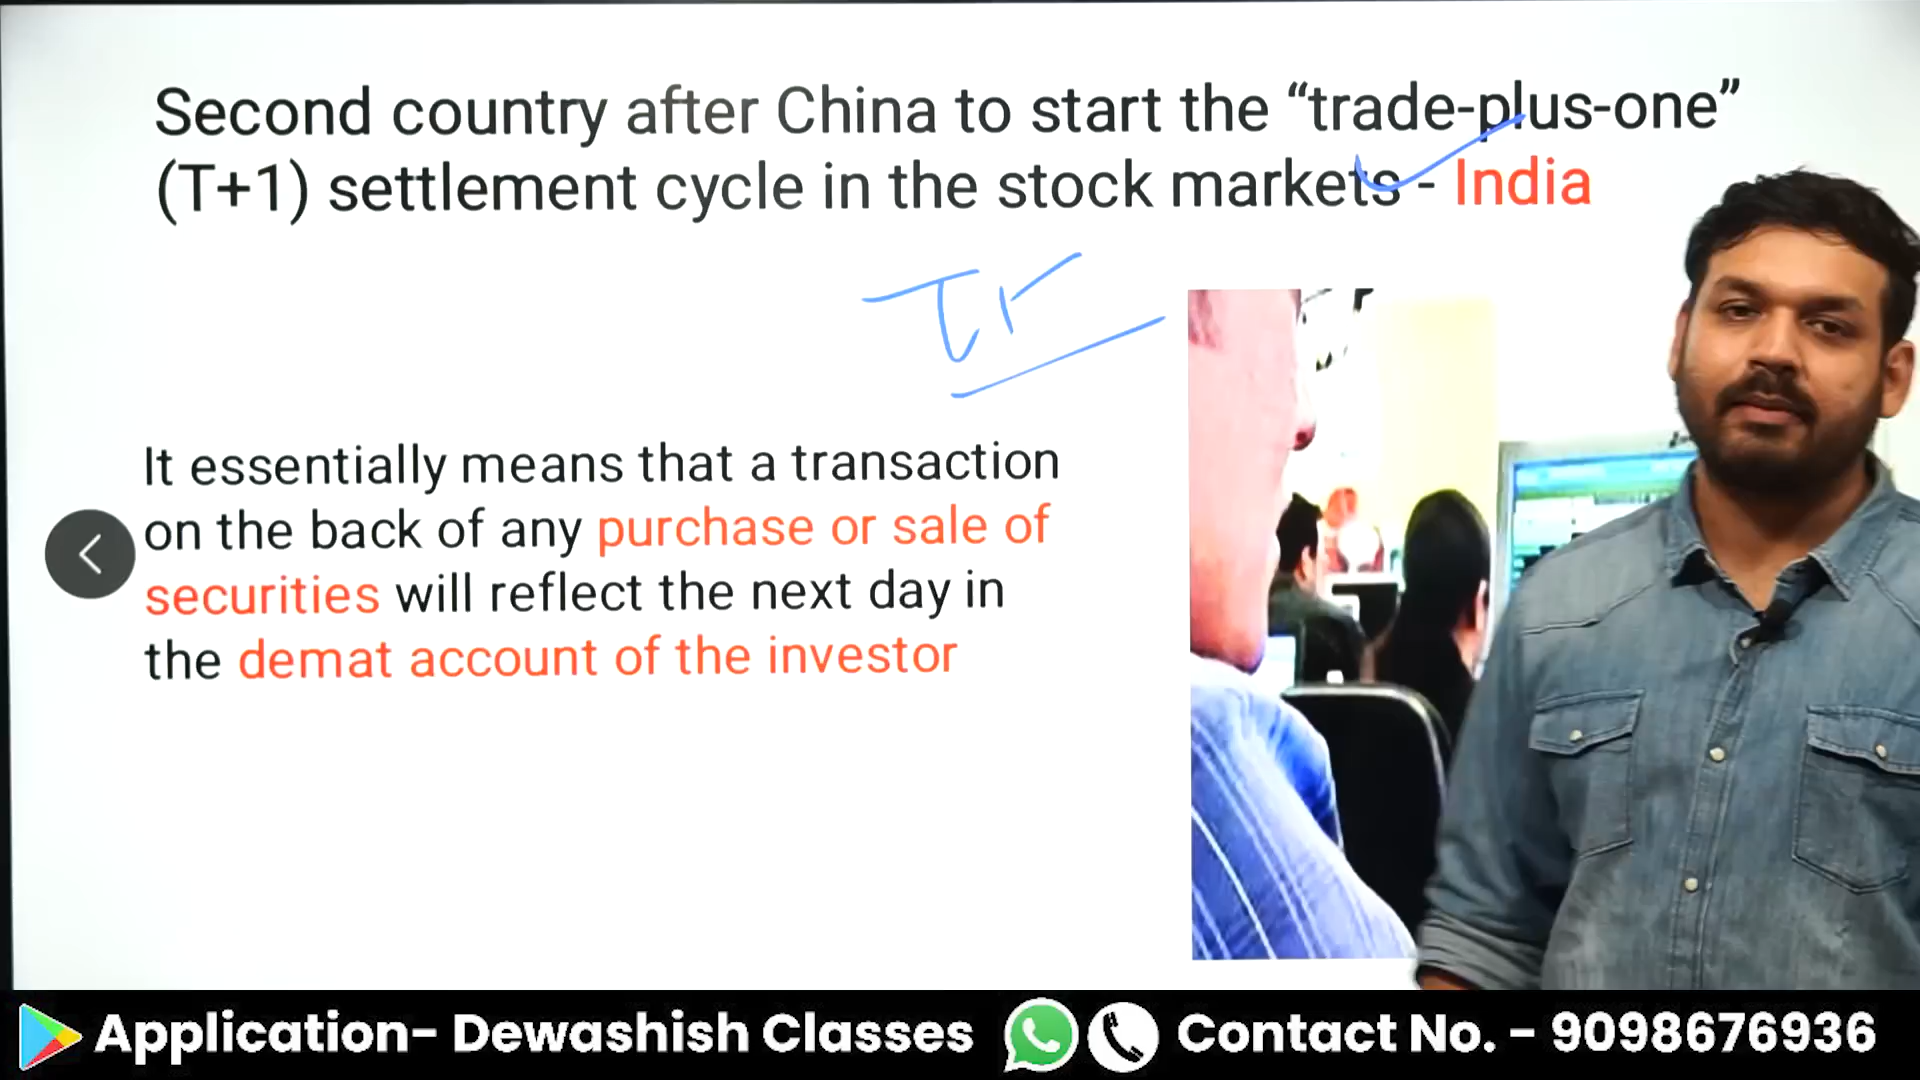 Second country after China to start the “trade-plus-one”
(T+1) settlement cycle in the stock markets - India
It essentially means that a transaction
on the back of any purchase or sale of
securities will reflect the next day in
the demat account of the investor
Application- Dewashish Classes Contact No. - 9098676936